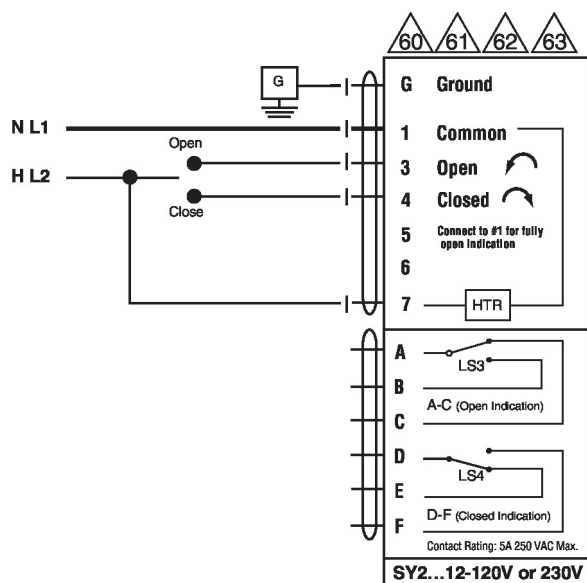 60 61 62 63
G
G Ground
N L1
1 Common
Open
3 Open
H L2
4 Closed
Close
5 Connect to #1 for fully
open indication
6
7 HTR
A
LS3
B
A-C (Open Indication)
C
D
LS4
E
D-F (Closed Indication)
F
Contact Rating: 5A 250 VAC Max.
SY2...12-120V or 230V